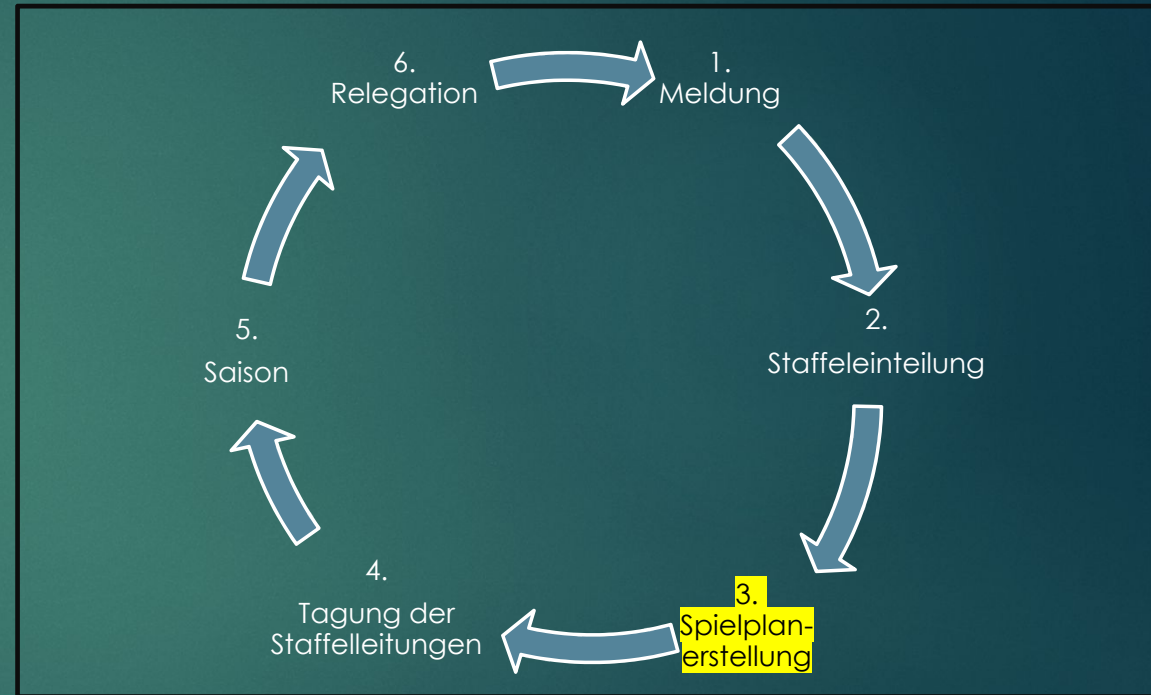 1.
Meldung
2.
Staffeleinteilung
3.
Spielplan-
erstellung
4.
Tagung der
Staffelleitungen
5.
Saison
6.
Relegation